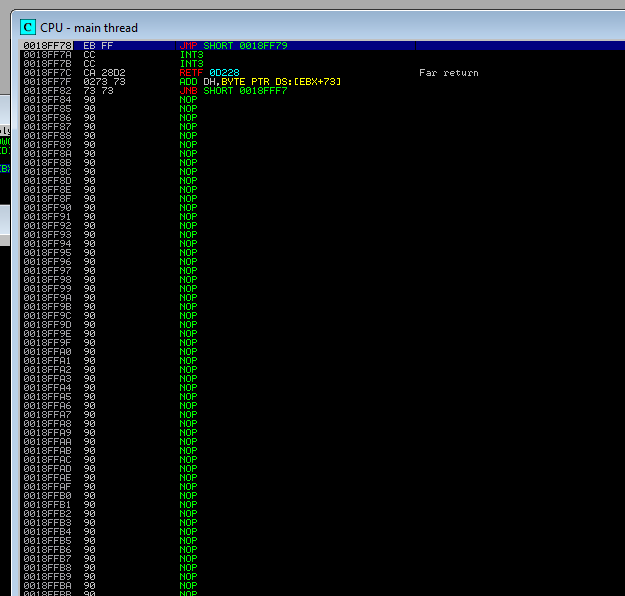 C CPU - main thread
0018FF78 EB FF JMP SHORT 0018FF79
0018FF7A CC INT3
0018FF7B CC INT3
0018FF7C CA 28D2 RETF 0D228 Far return
0018FF7F 0273 73 ADD DH,BYTE PTR DS:[EBX+73]
0018FF82 73 73 JNB SHORT 0018FFF7
0018FF84 90 NOP
0018FF85 90 NOP
0018FF86 90 NOP
0018FF87 90 NOP
0018FF88 90 NOP
0018FF89 90 NOP
0018FF8A 90 NOP
0018FF8B 90 NOP
0018FF8C 90 NOP
0018FF8D 90 NOP
0018FF8E 90 NOP
0018FF8F 90 NOP
0018FF90 90 NOP
0018FF91 90 NOP
0018FF92 90 NOP
0018FF93 90 NOP
0018FF94 90 NOP
0018FF95 90 NOP
0018FF96 90 NOP
0018FF97 90 NOP
0018FF98 90 NOP
0018FF99 90 NOP
0018FF9A 90 NOP
0018FF9B 90 NOP
0018FF9C 90 NOP
0018FF9D 90 NOP
0018FF9E 90 NOP
0018FF9F 90 NOP
0018FFA0 90 NOP
0018FFA1 90 NOP
0018FFA2 90 NOP
0018FFA3 90 NOP
0018FFA4 90 NOP
0018FFA5 90 NOP
0018FFA6 90 NOP
0018FFA7 90 NOP
0018FFA8 90 NOP
0018FFA9 90 NOP
0018FFAA 90 NOP
0018FFAB 90 NOP
0018FFAC 90 NOP
0018FFAD 90 NOP
0018FFAE 90 NOP
0018FFAF 90 NOP
0018FFB0 90 NOP
0018FFB1 90 NOP
0018FFB2 90 NOP
0018FFB3 90 NOP
0018FFB4 90 NOP
0018FFB5 90 NOP
0018FFB6 90 NOP
0018FFB7 90 NOP
0018FFB8 90 NOP
0018FFB9 90 NOP
0018FFBA 90 NOP
0018FFBB 90 NOP